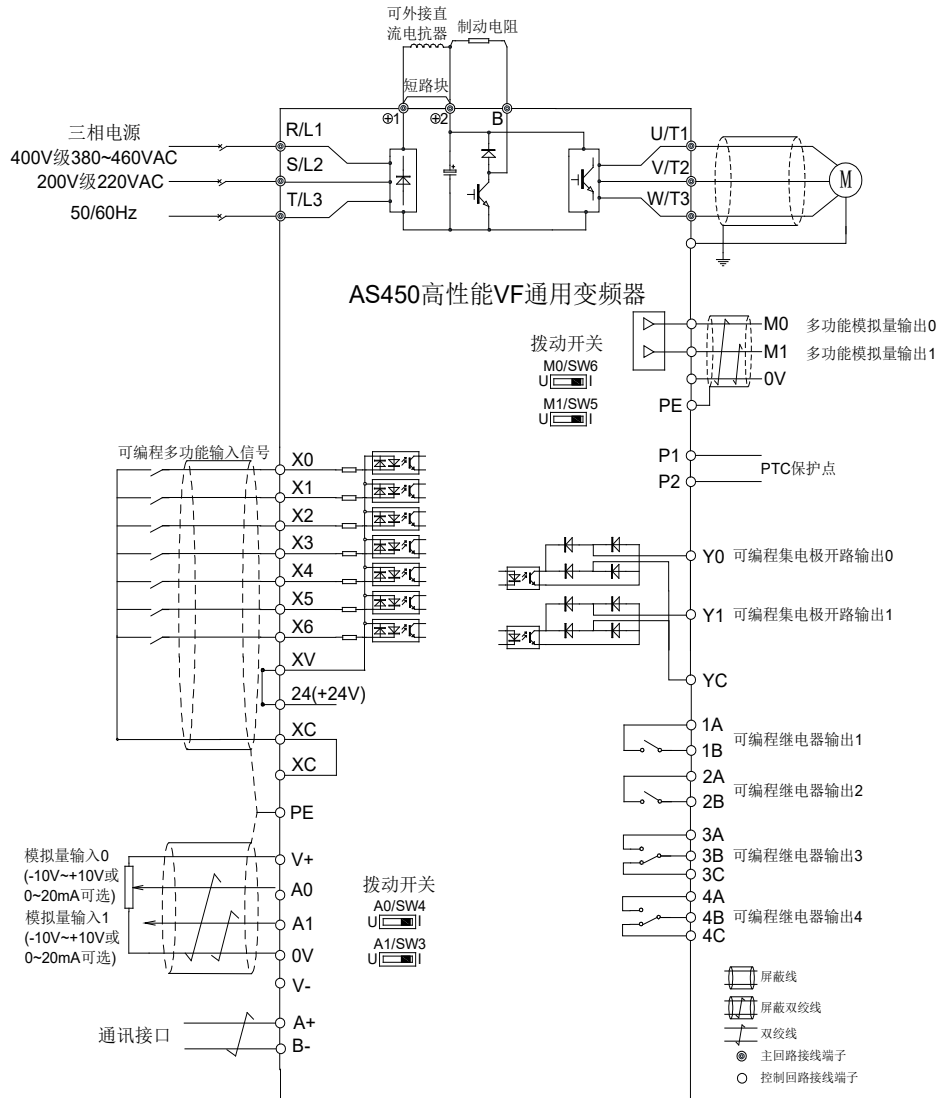 可外接直
流电抗器
制动电阻
短路块
⊕1
⊕2
B
三相电源
400V级380~460VAC
200V级220VAC
50/60Hz
R/L1
S/L2
T/L3
U/T1
V/T2
W/T3
M
AS450高性能VF通用变频器
拨动开关
M0/SW6
U I
M1/SW5
U I
M0 多功能模拟量输出0
M1 多功能模拟量输出1
0V
PE
P1
P2
PTC保护点
可编程多功能输入信号
X0
X1
X2
X3
X4
X5
X6
XV
24(+24V)
XC
XC
PE
Y0 可编程集电极开路输出0
Y1 可编程集电极开路输出1
YC
1A
1B
可编程继电器输出1
2A
2B
可编程继电器输出2
3A
3B 可编程继电器输出3
3C
4A
4B 可编程继电器输出4
4C
模拟量输入0
(-10V~+10V或
0~20mA可选)
模拟量输入1
(-10V~+10V或
0~20mA可选)
V+
A0
A1
0V
V-
拨动开关
A0/SW4
U I
A1/SW3
U I
通讯接口
A+
B-
屏蔽线
屏蔽双绞线
双绞线
主回路接线端子
控制回路接线端子